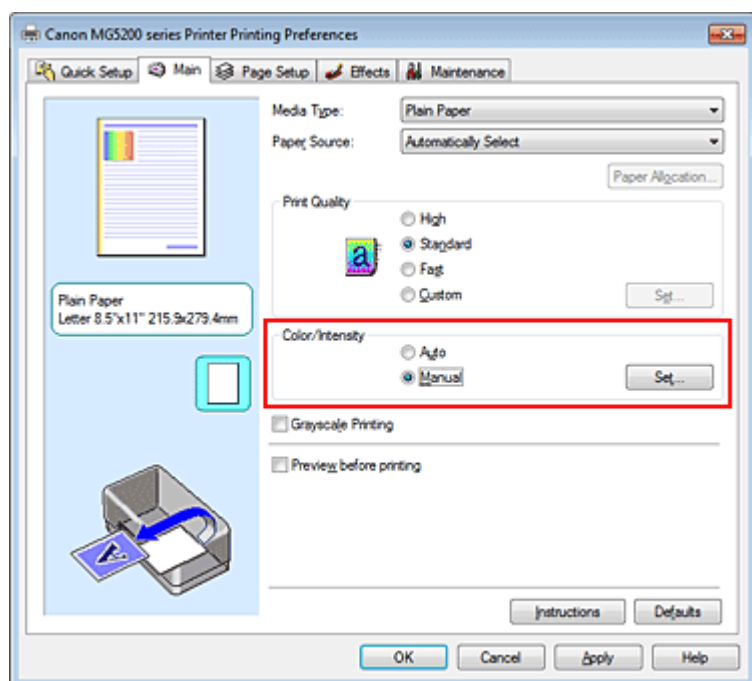 Canon MG5200 series Printer Printing Preferences
Quick Setup Main Page Setup Effects Maintenance
Media Type: Plain Paper
Paper Source: Automatically Select
Paper Allocation...
Print Quality
High
a Standard
Fast
Custom Set...
Plain Paper
Letter 8.5"x11" 215.9x279.4mm
Color/Intensity
Auto
Manual Set...
Grayscale Printing
Preview before printing
A
Instructions Defaults
OK Cancel Apply Help